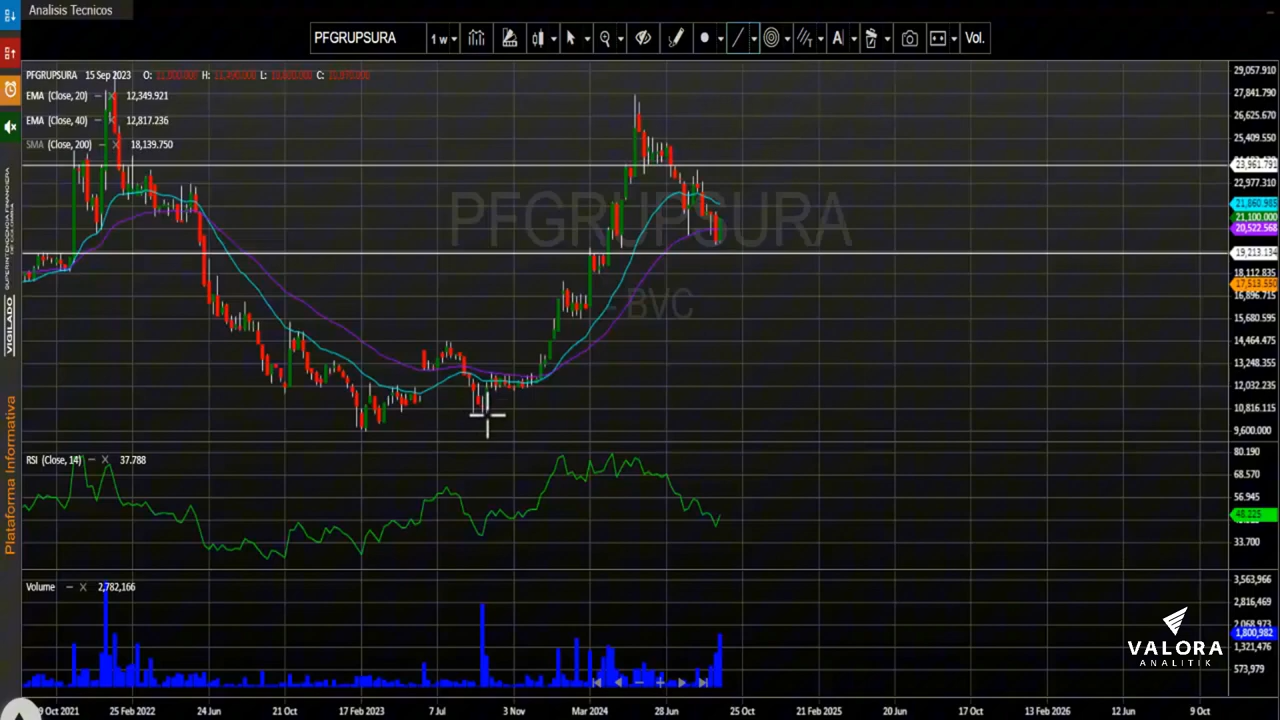 Analisis Tecnicos
PFGRUPSURA
1 w
A
Vol.
PFGRUPSURA 15 Sep 2023 O: H: L: C:
EMA (Close, 20) 12,349.921
EMA (Close, 40) 12,817.236
SMA (Close, 200) 18,139.750
PFGRUPSURA
- BVC
29,057.910
27,841.790
26,625.670
25,409.550
23,961.791
22,977.310
21,860.985
21,100.000
20,522.568
19,213.134
18,112.835
17,513.550
16,896.715
15,680.595
14,464.475
13,248.355
12,032.235
10,816.115
9,600.000
RSI (Close, 14) 37.788
80.190
68.570
56.945
48.225
33.700
Volume 2,782,166
3,563,966
2,816,469
2,068,973
1,800,982
1,321,476
573,979
VIGILADO
Plataforma Informativa
VALORA
ANALITIK
25 Feb 2022
24 Jun
21 Oct
17 Feb 2023
7 Jul
3 Nov
Mar 2024
28 Jun
25 Oct
21 Feb 2025
20 Jun
17 Oct
13 Feb 2026
12 Jun
9 Oct